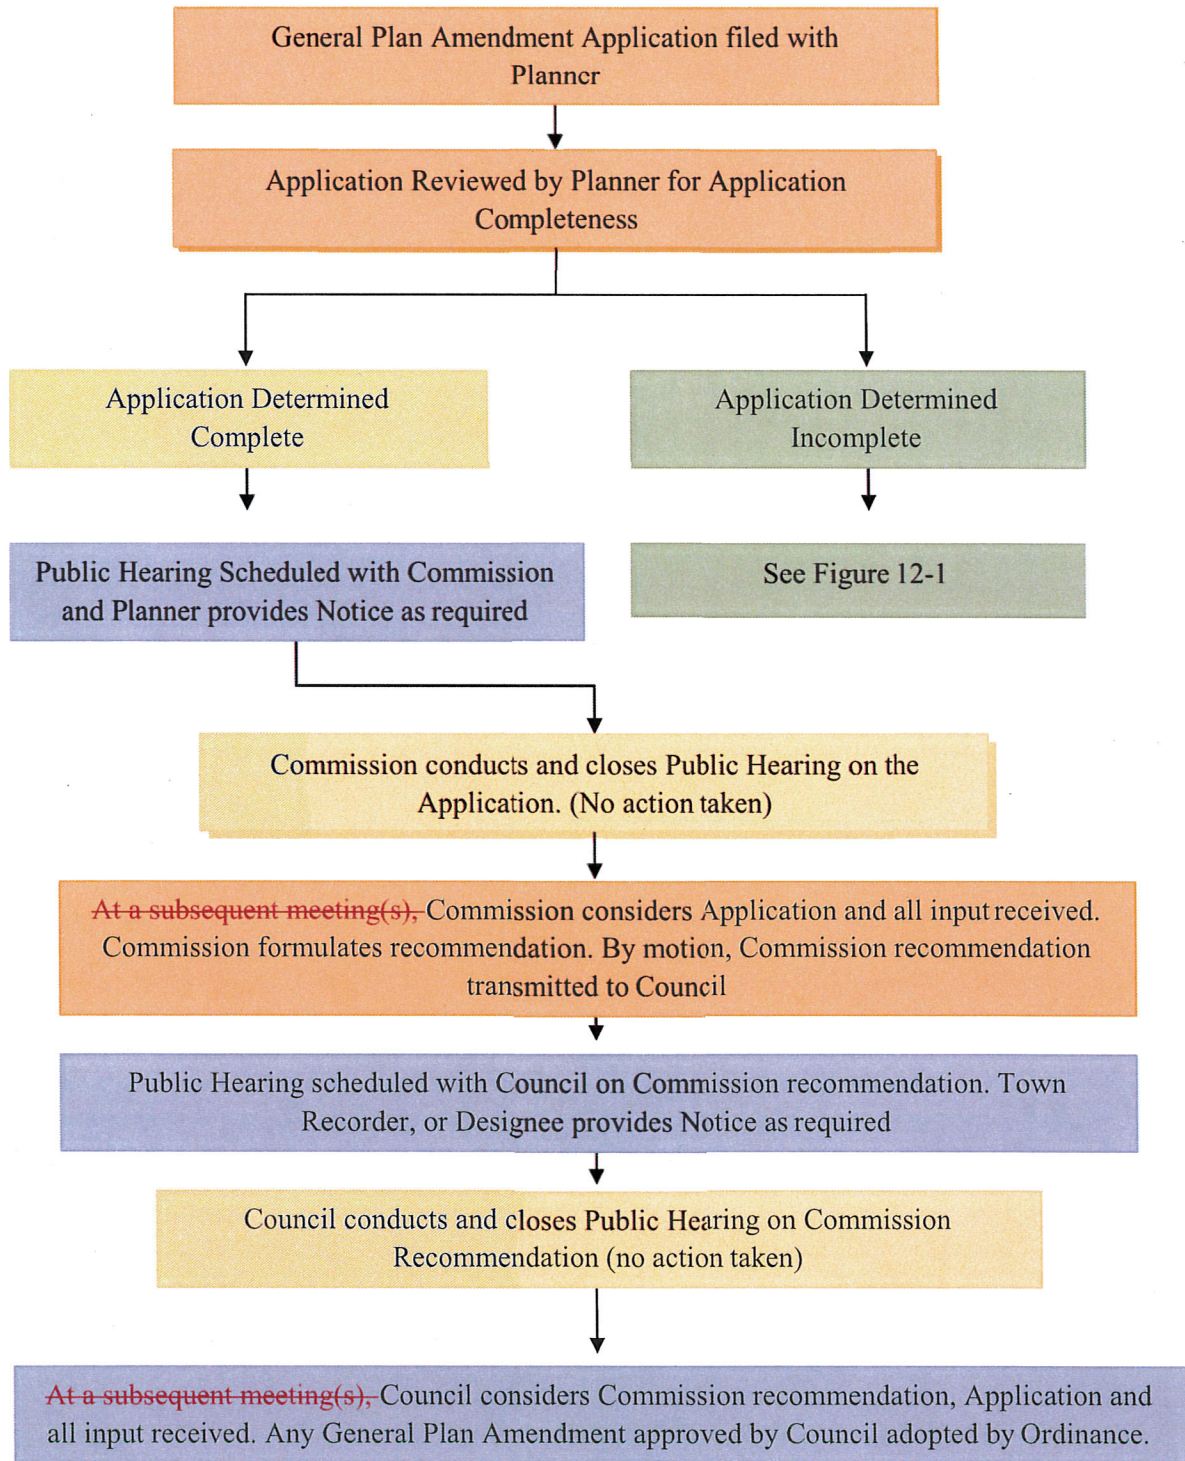 General Plan Amendment Application filed with
Planner
Application Reviewed by Planner for Application
Completeness
Application Determined
Complete
Application Determined
Incomplete
Public Hearing Scheduled with Commission
and Planner provides Notice as required
See Figure 12-1
Commission conducts and closes Public Hearing on the
Application. (No action taken)
At a subsequent meeting(s), Commission considers Application and all input received.
Commission formulates recommendation. By motion, Commission recommendation
transmitted to Council
Public Hearing scheduled with Council on Commission recommendation. Town
Recorder, or Designee provides Notice as required
Council conducts and closes Public Hearing on Commission
Recommendation (no action taken)
At a subsequent meeting(s), Council considers Commission recommendation, Application and
all input received. Any General Plan Amendment approved by Council adopted by Ordinance.